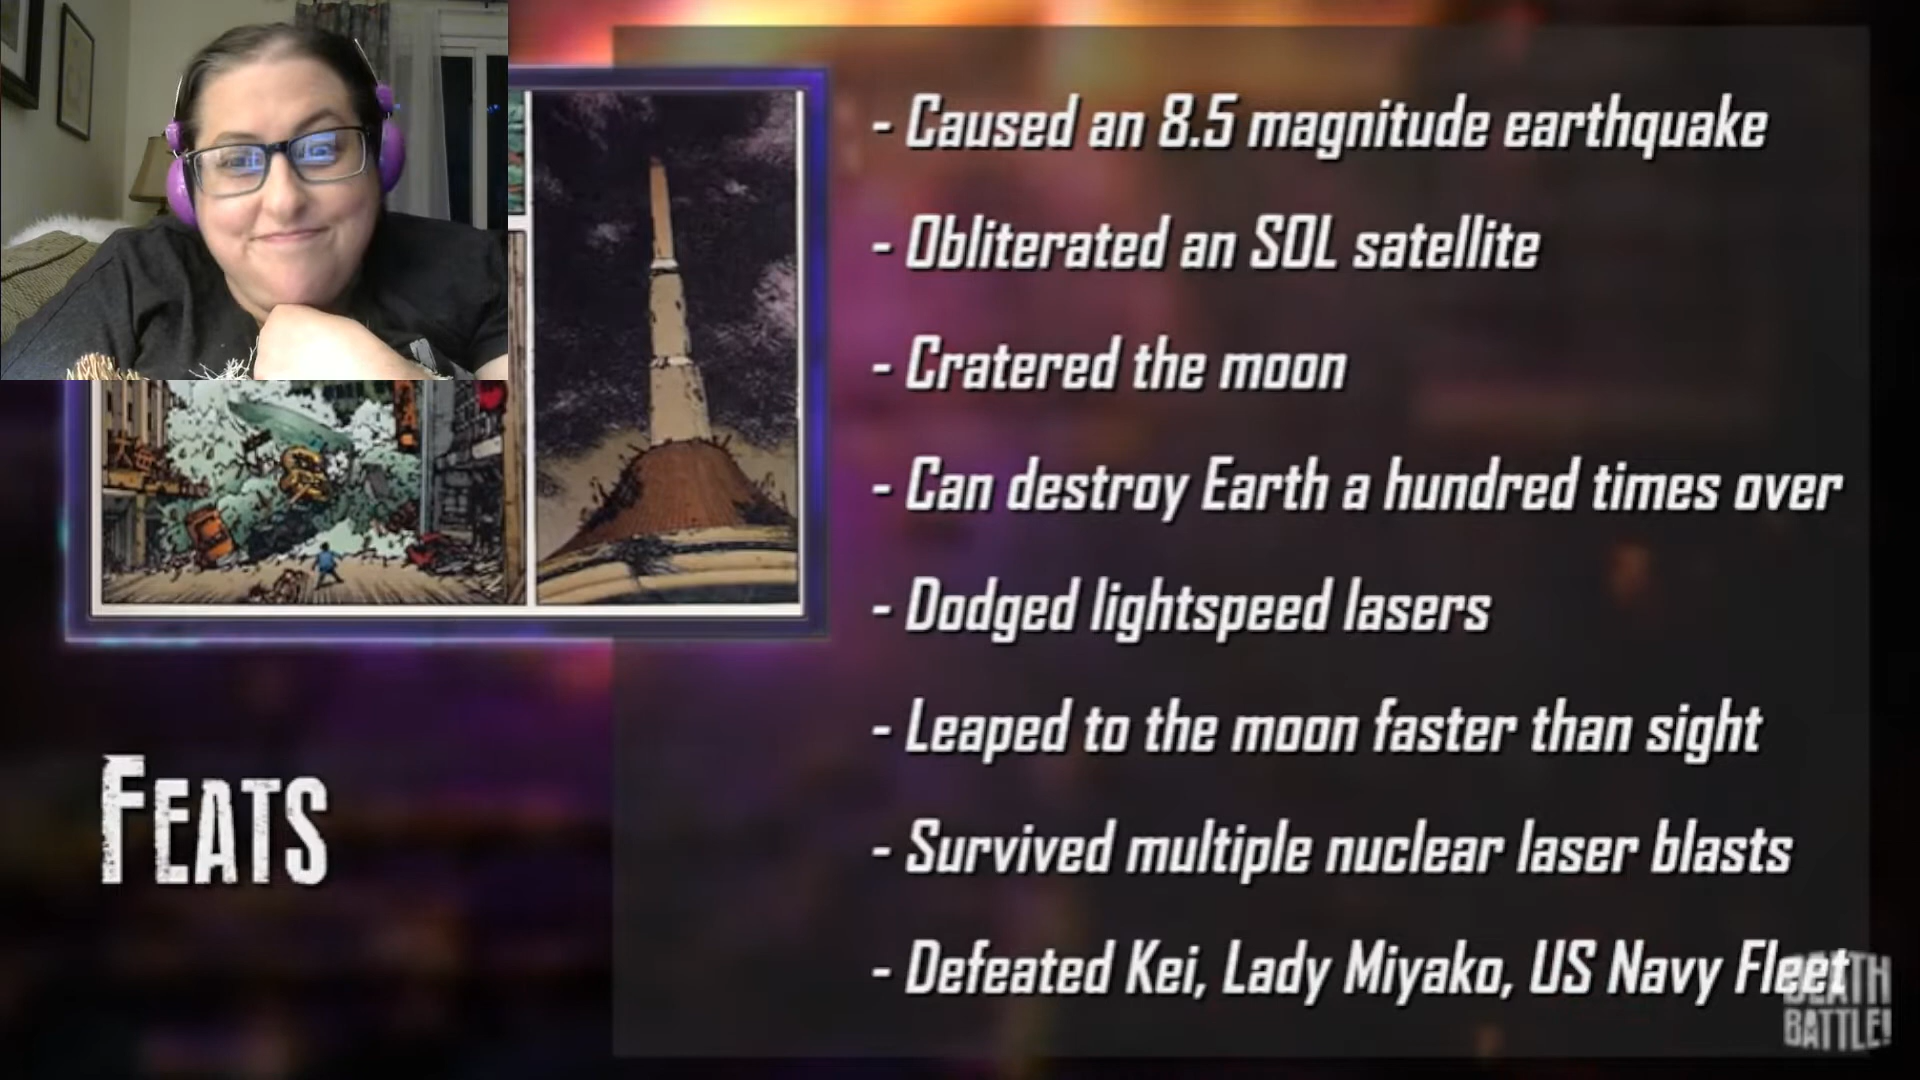 - Caused an 8.5 magnitude earthquake
- Obliterated an SOL satellite
- Cratered the moon
- Can destroy Earth a hundred times over
- Dodged lightspeed lasers
- Leaped to the moon faster than sight
- Survived multiple nuclear laser blasts
- Defeated Kei, Lady Miyako, US Navy Fleet
FEATS
DEATH
BATTLE!